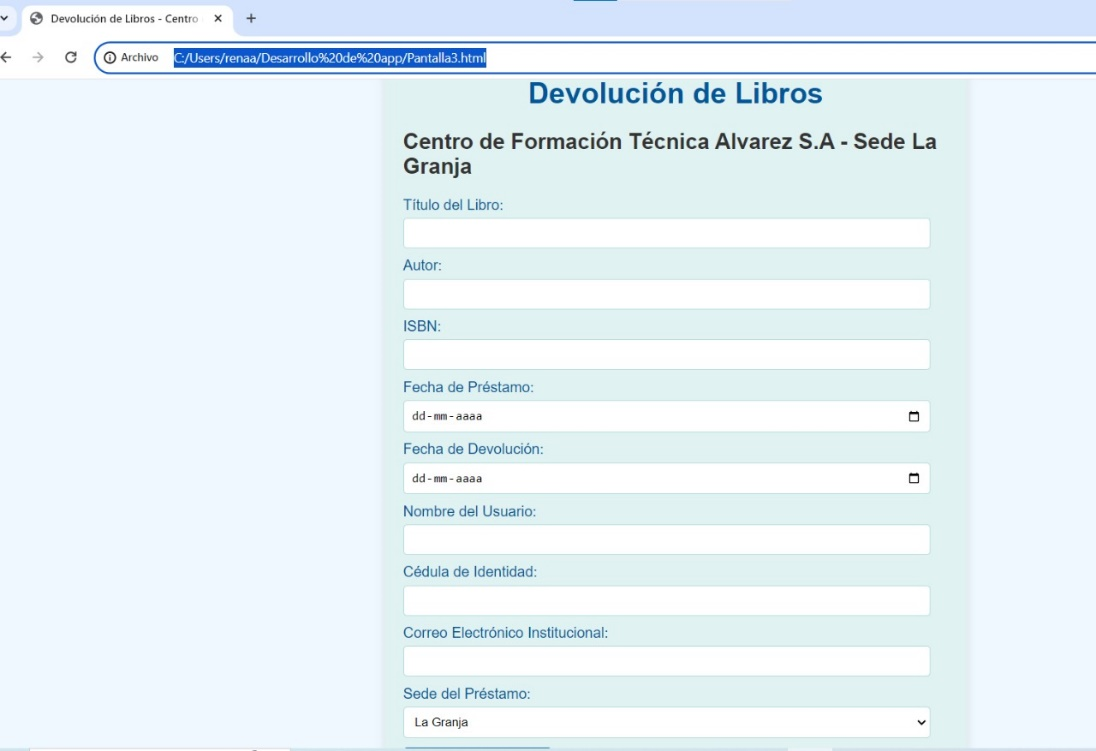 Devolución de Libros - Centro
Archivo C:/Users/renaa/Desarrollo%20de%20app/Pantalla3.html
Devolución de Libros
Centro de Formación Técnica Alvarez S.A - Sede La
Granja
Título del Libro:
Autor:
ISBN:
Fecha de Préstamo:
dd-mm-aaaa
Fecha de Devolución:
dd-mm-aaaa
Nombre del Usuario:
Cédula de Identidad:
Correo Electrónico Institucional:
Sede del Préstamo:
La Granja